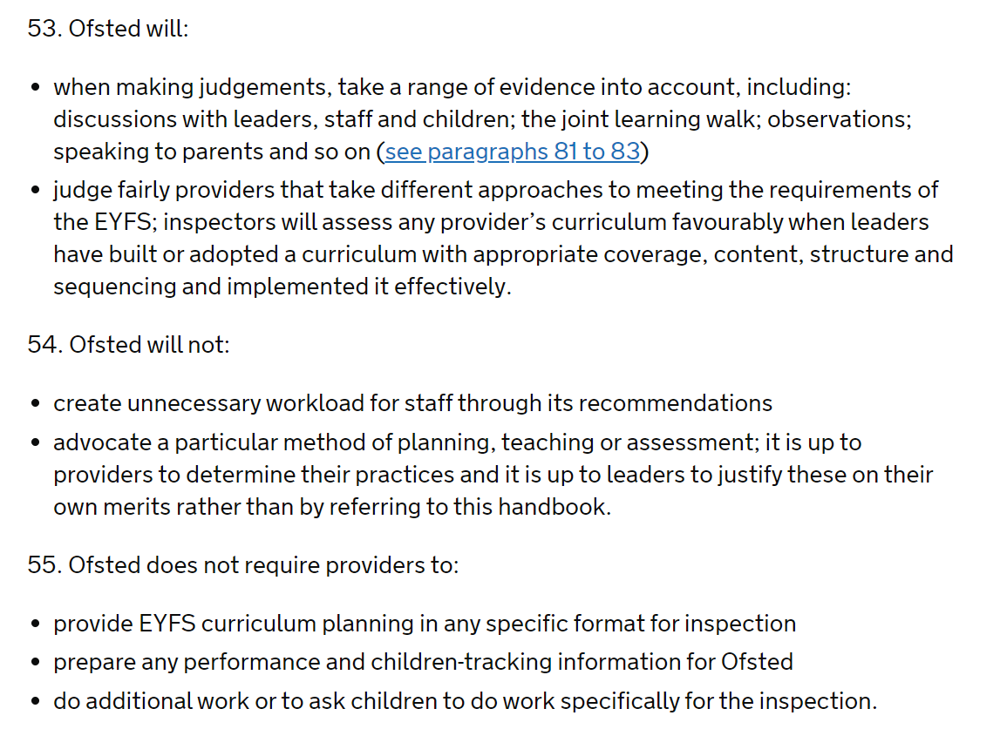 53. Ofsted will:
• when making judgements, take a range of evidence into account, including:
discussions with leaders, staff and children; the joint learning walk; observations;
speaking to parents and so on (see paragraphs 81 to 83)
• judge fairly providers that take different approaches to meeting the requirements of
the EYFS; inspectors will assess any provider’s curriculum favourably when leaders
have built or adopted a curriculum with appropriate coverage, content, structure and
sequencing and implemented it effectively.
54. Ofsted will not:
• create unnecessary workload for staff through its recommendations
• advocate a particular method of planning, teaching or assessment; it is up to
providers to determine their practices and it is up to leaders to justify these on their
own merits rather than by referring to this handbook.
55. Ofsted does not require providers to:
• provide EYFS curriculum planning in any specific format for inspection
• prepare any performance and children-tracking information for Ofsted
• do additional work or to ask children to do work specifically for the inspection.